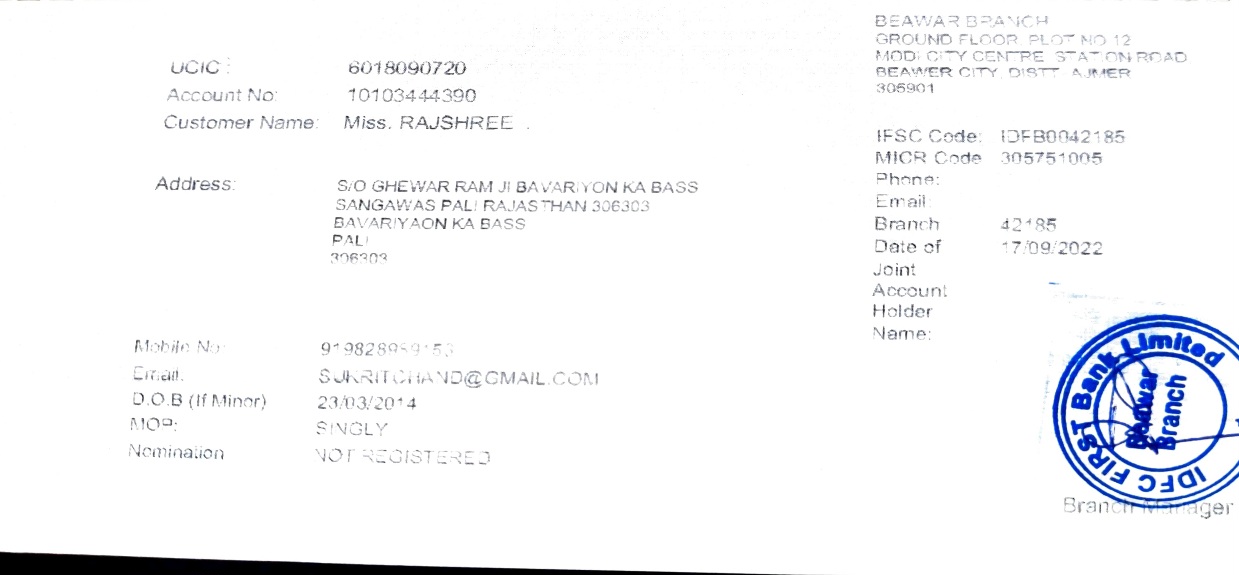 UCIC : 6018090720
Account No: 10103444390
Customer Name: Miss. RAJSHREE .
Address: S/O GHEWAR RAM JI BAVARIYON KA BASS
SANGAWAS PALI RAJASTHAN 306303
BAVARIYAON KA BASS
PALI
306303
Mobile No:
Email: SUKRITCHAND@GMAIL.COM
D.O.B (If Minor) 23/03/2014
MOP: SINGLY
Nomination NOT REGISTERED
BEAWAR BRANCH
GROUND FLOOR PLOT NO 12
MODI CITY CENTRE STATION ROAD
BEAWER CITY, DISTT AJMER
305901
IFSC Code: IDFB0042185
MICR Code 305751005
Phone:
Email:
Branch 42185
Date of 17/09/2022
Joint
Account
Holder
Name:
IDFC FIRST Bank Limited
Beawar
Branch
Branch Manager